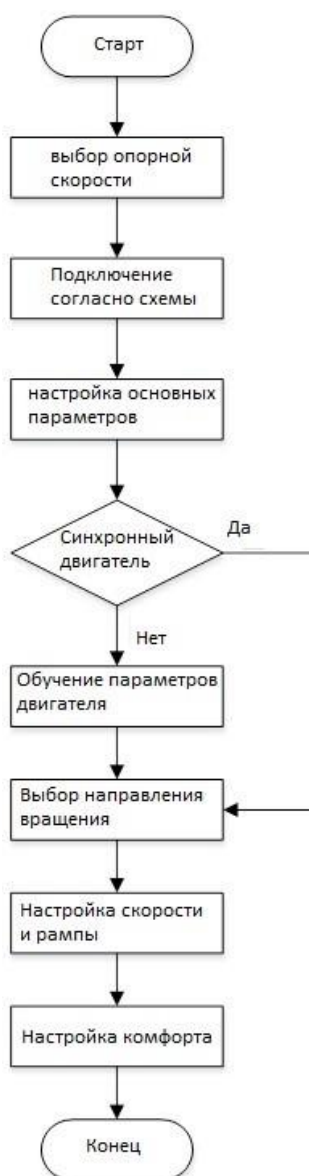 Старт
выбор опорной
скорости
Подключение
согласно схемы
настройка основных
параметров
Синхронный
двигатель
Да
Нет
Обучение параметров
двигателя
Выбор направления
вращения
Настройка скорости
и рампы
Настройка комфорта
Конец